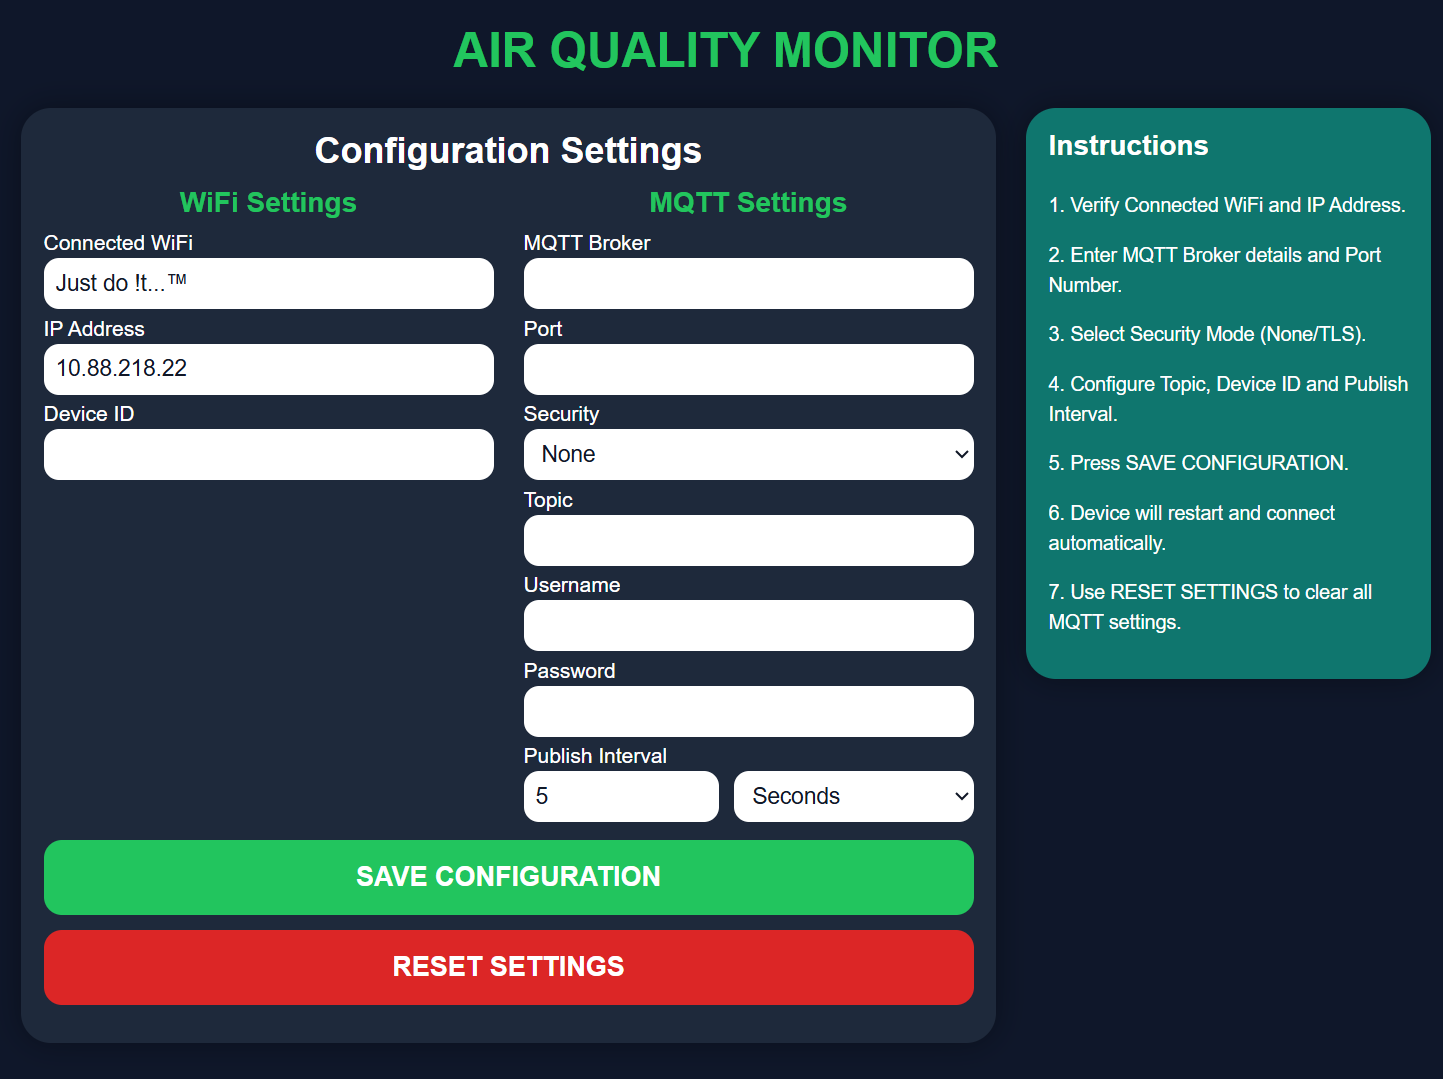 AIR QUALITY MONITOR
Configuration Settings
WiFi Settings
Connected WiFi
Just do !t...™
IP Address
10.88.218.22
Device ID
MQTT Settings
MQTT Broker
Port
Security
None
Topic
Username
Password
Publish Interval
5
Seconds
SAVE CONFIGURATION
RESET SETTINGS
Instructions
1. Verify Connected WiFi and IP Address.
2. Enter MQTT Broker details and Port
Number.
3. Select Security Mode (None/TLS).
4. Configure Topic, Device ID and Publish
Interval.
5. Press SAVE CONFIGURATION.
6. Device will restart and connect
automatically.
7. Use RESET SETTINGS to clear all
MQTT settings.